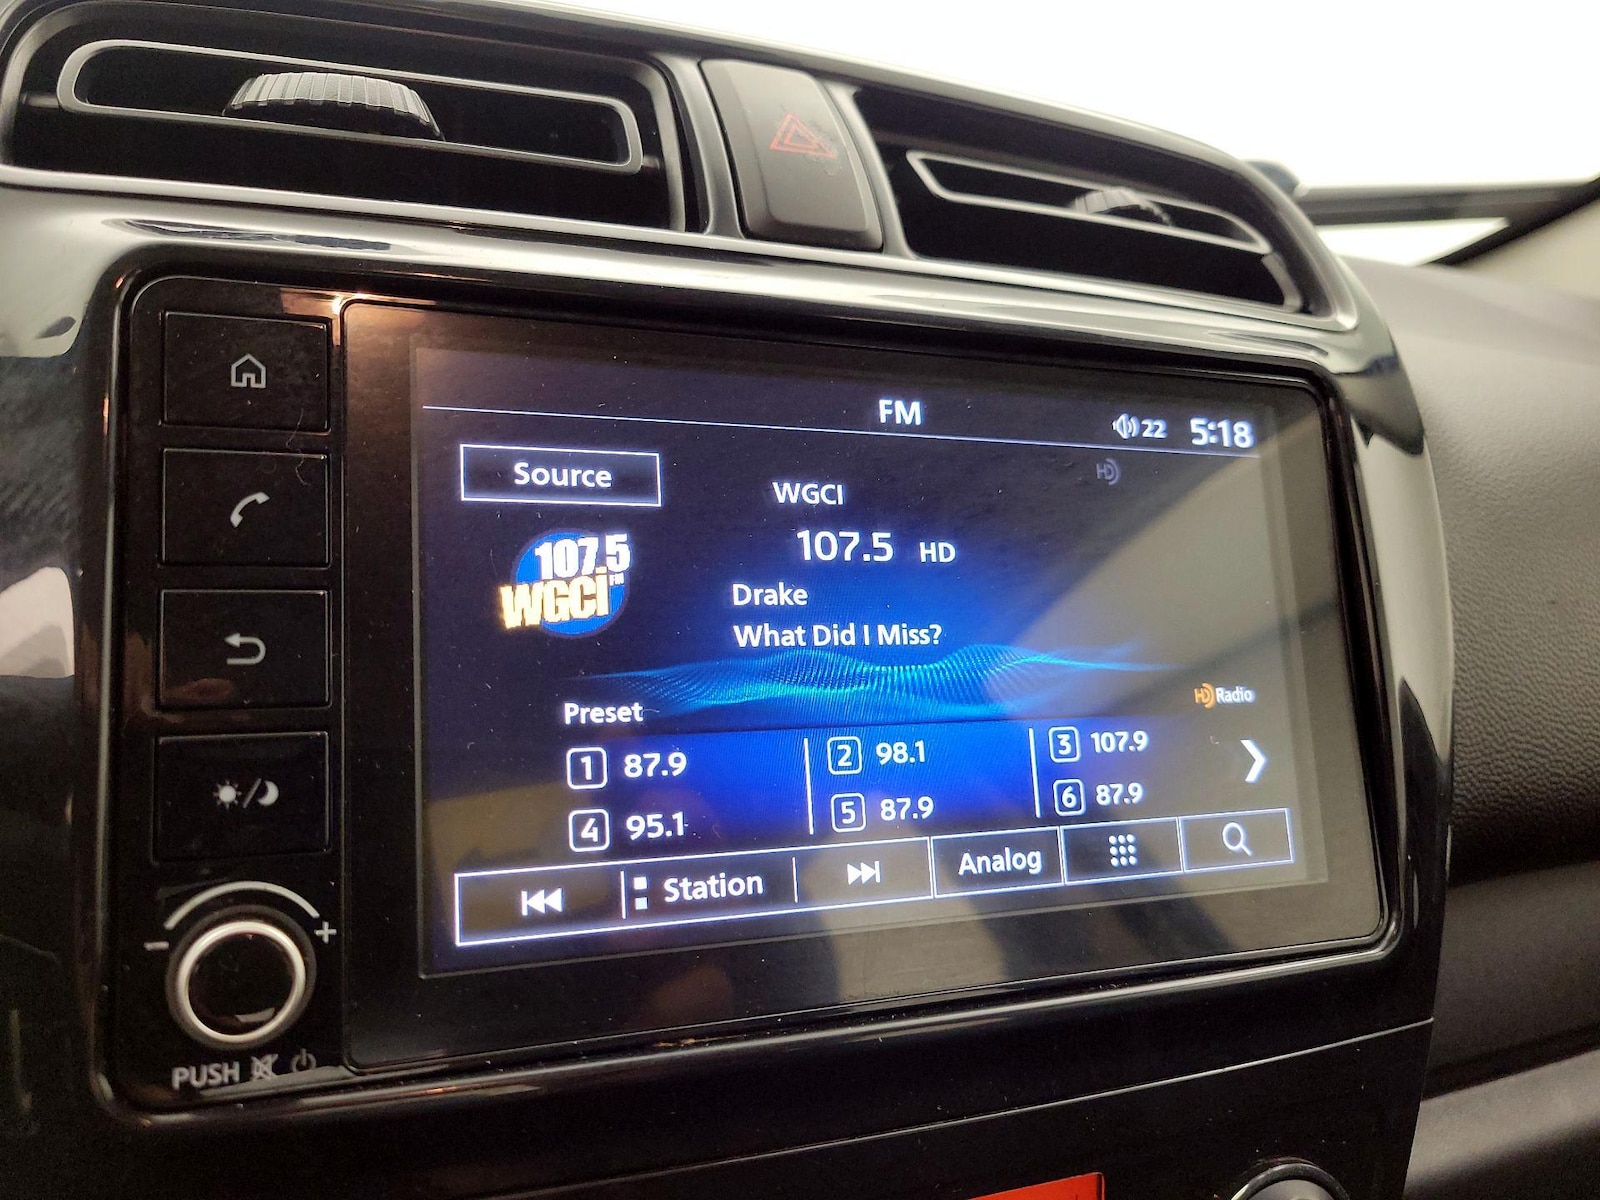 FM
22 5:18
Source
HD
WGCI
107.5 HD
107.5
WGCI FM
Drake
What Did I Miss?
HD Radio
Preset
1 87.9
2 98.1
3 107.9
4 95.1
5 87.9
6 87.9
Station
Analog
- +
PUSH